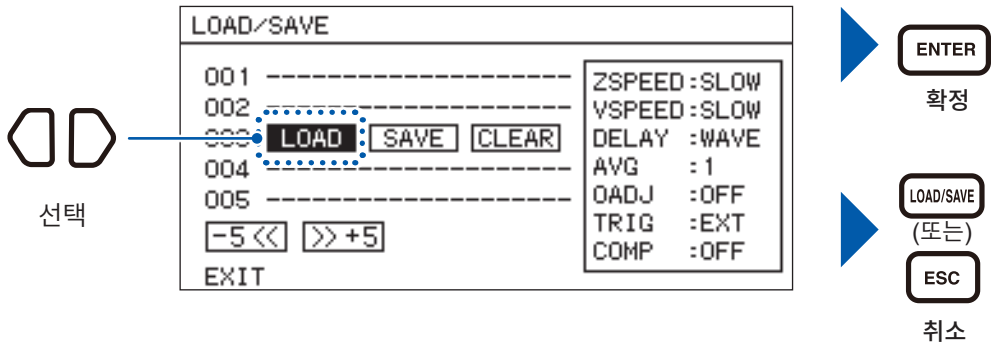 LOAD/SAVE
001 --------------------
002 --------------------
003 LOAD SAVE CLEAR
004 --------------------
005 --------------------
-5 << >> +5
EXIT
ZSPEED:SLOW
VSPEED:SLOW
DELAY :WAVE
AVG :1
OADJ :OFF
TRIG :EXT
COMP :OFF
선택
ENTER
확정
LOAD/SAVE
(또는)
ESC
취소